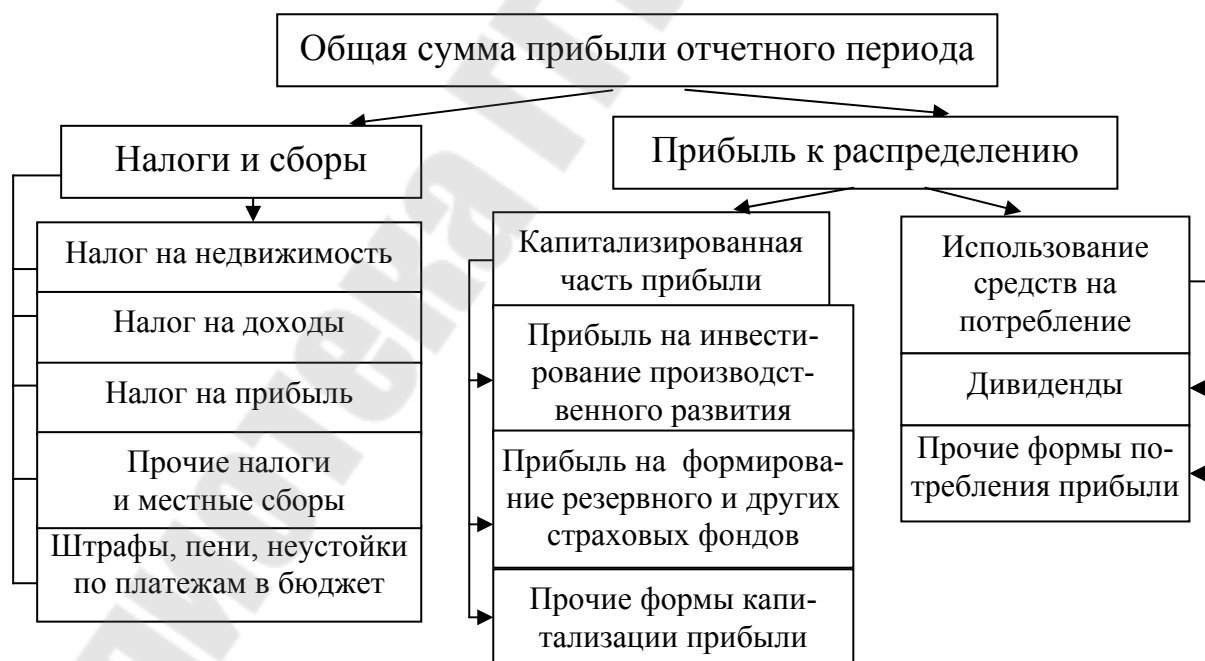 Общая сумма прибыли отчетного периода
Налоги и сборы
Прибыль к распределению
Налог на недвижимость
Налог на доходы
Налог на прибыль
Прочие налоги
и местные сборы
Штрафы, пени, неустойки
по платежам в бюджет
Капитализированная
часть прибыли
Прибыль на инвести-
рование производст-
венного развития
Прибыль на формирова-
ние резервного и других
страховых фондов
Прочие формы капи-
тализации прибыли
Использование
средств на
потребление
Дивиденды
Прочие формы по-
требления прибыли